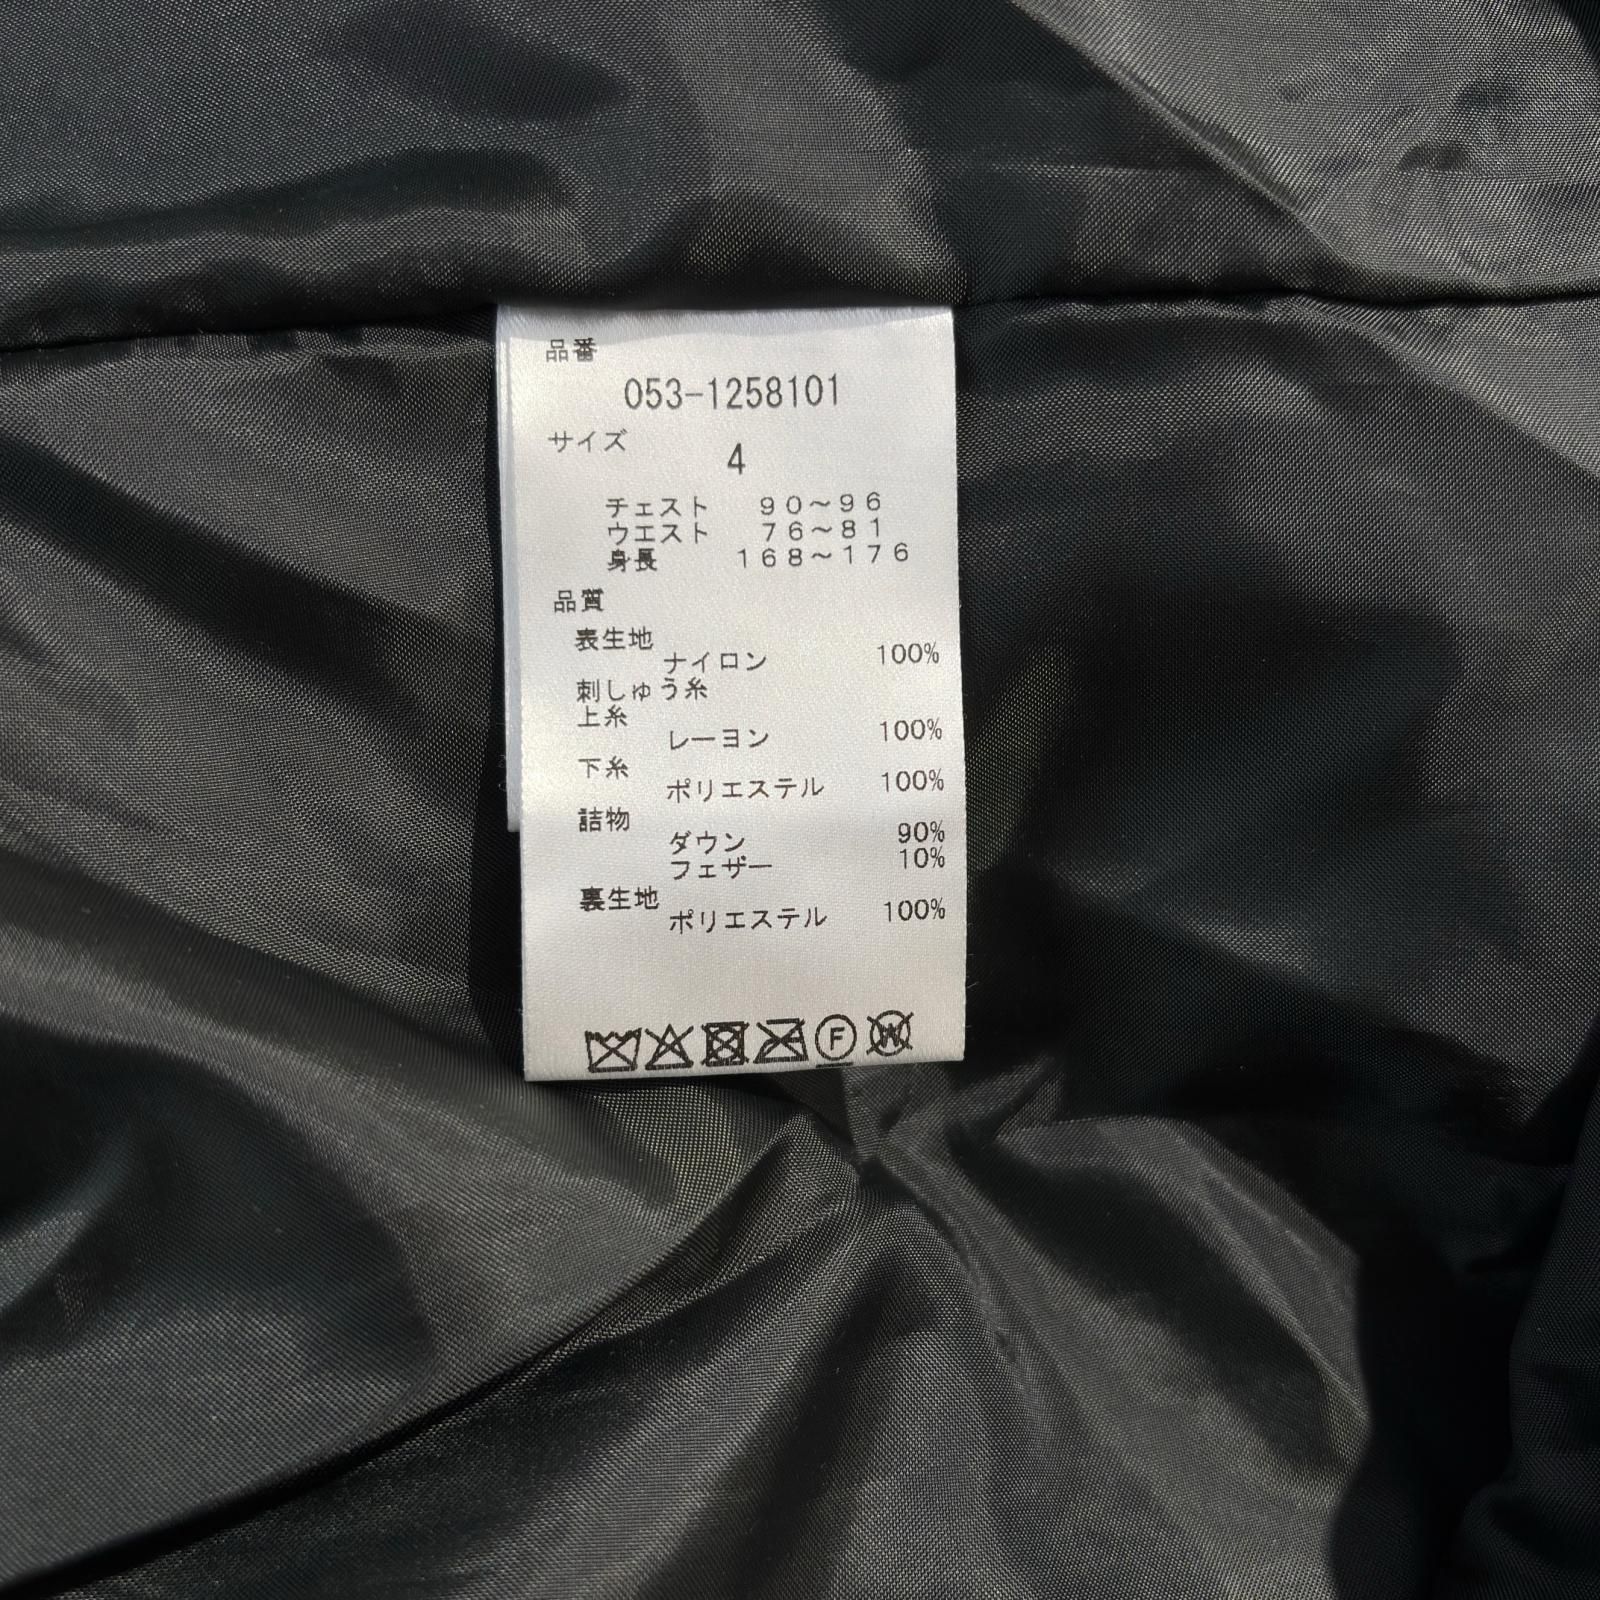 品番
053-1258101
サイズ
4
チェスト 90～96
ウエスト 76～81
身長 168～176
品質
表生地
ナイロン 100%
刺しゅう糸
上糸
レーヨン 100%
下糸
ポリエステル 100%
詰物
ダウン 90%
フェザー 10%
裏生地
ポリエステル 100%
F W